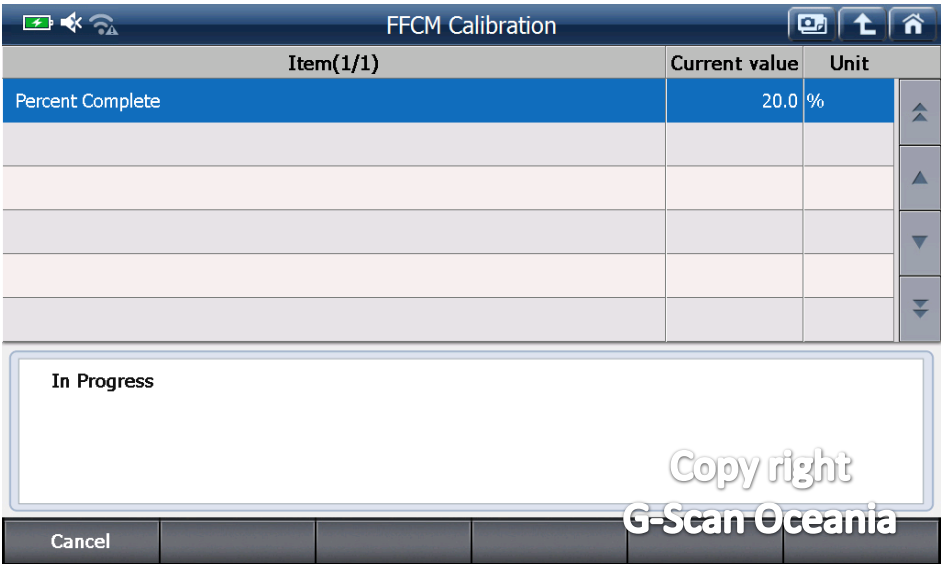 FFCM Calibration
Item(1/1) Current value Unit
Percent Complete 20.0 %
In Progress
Copy right
G-Scan Oceania
Cancel